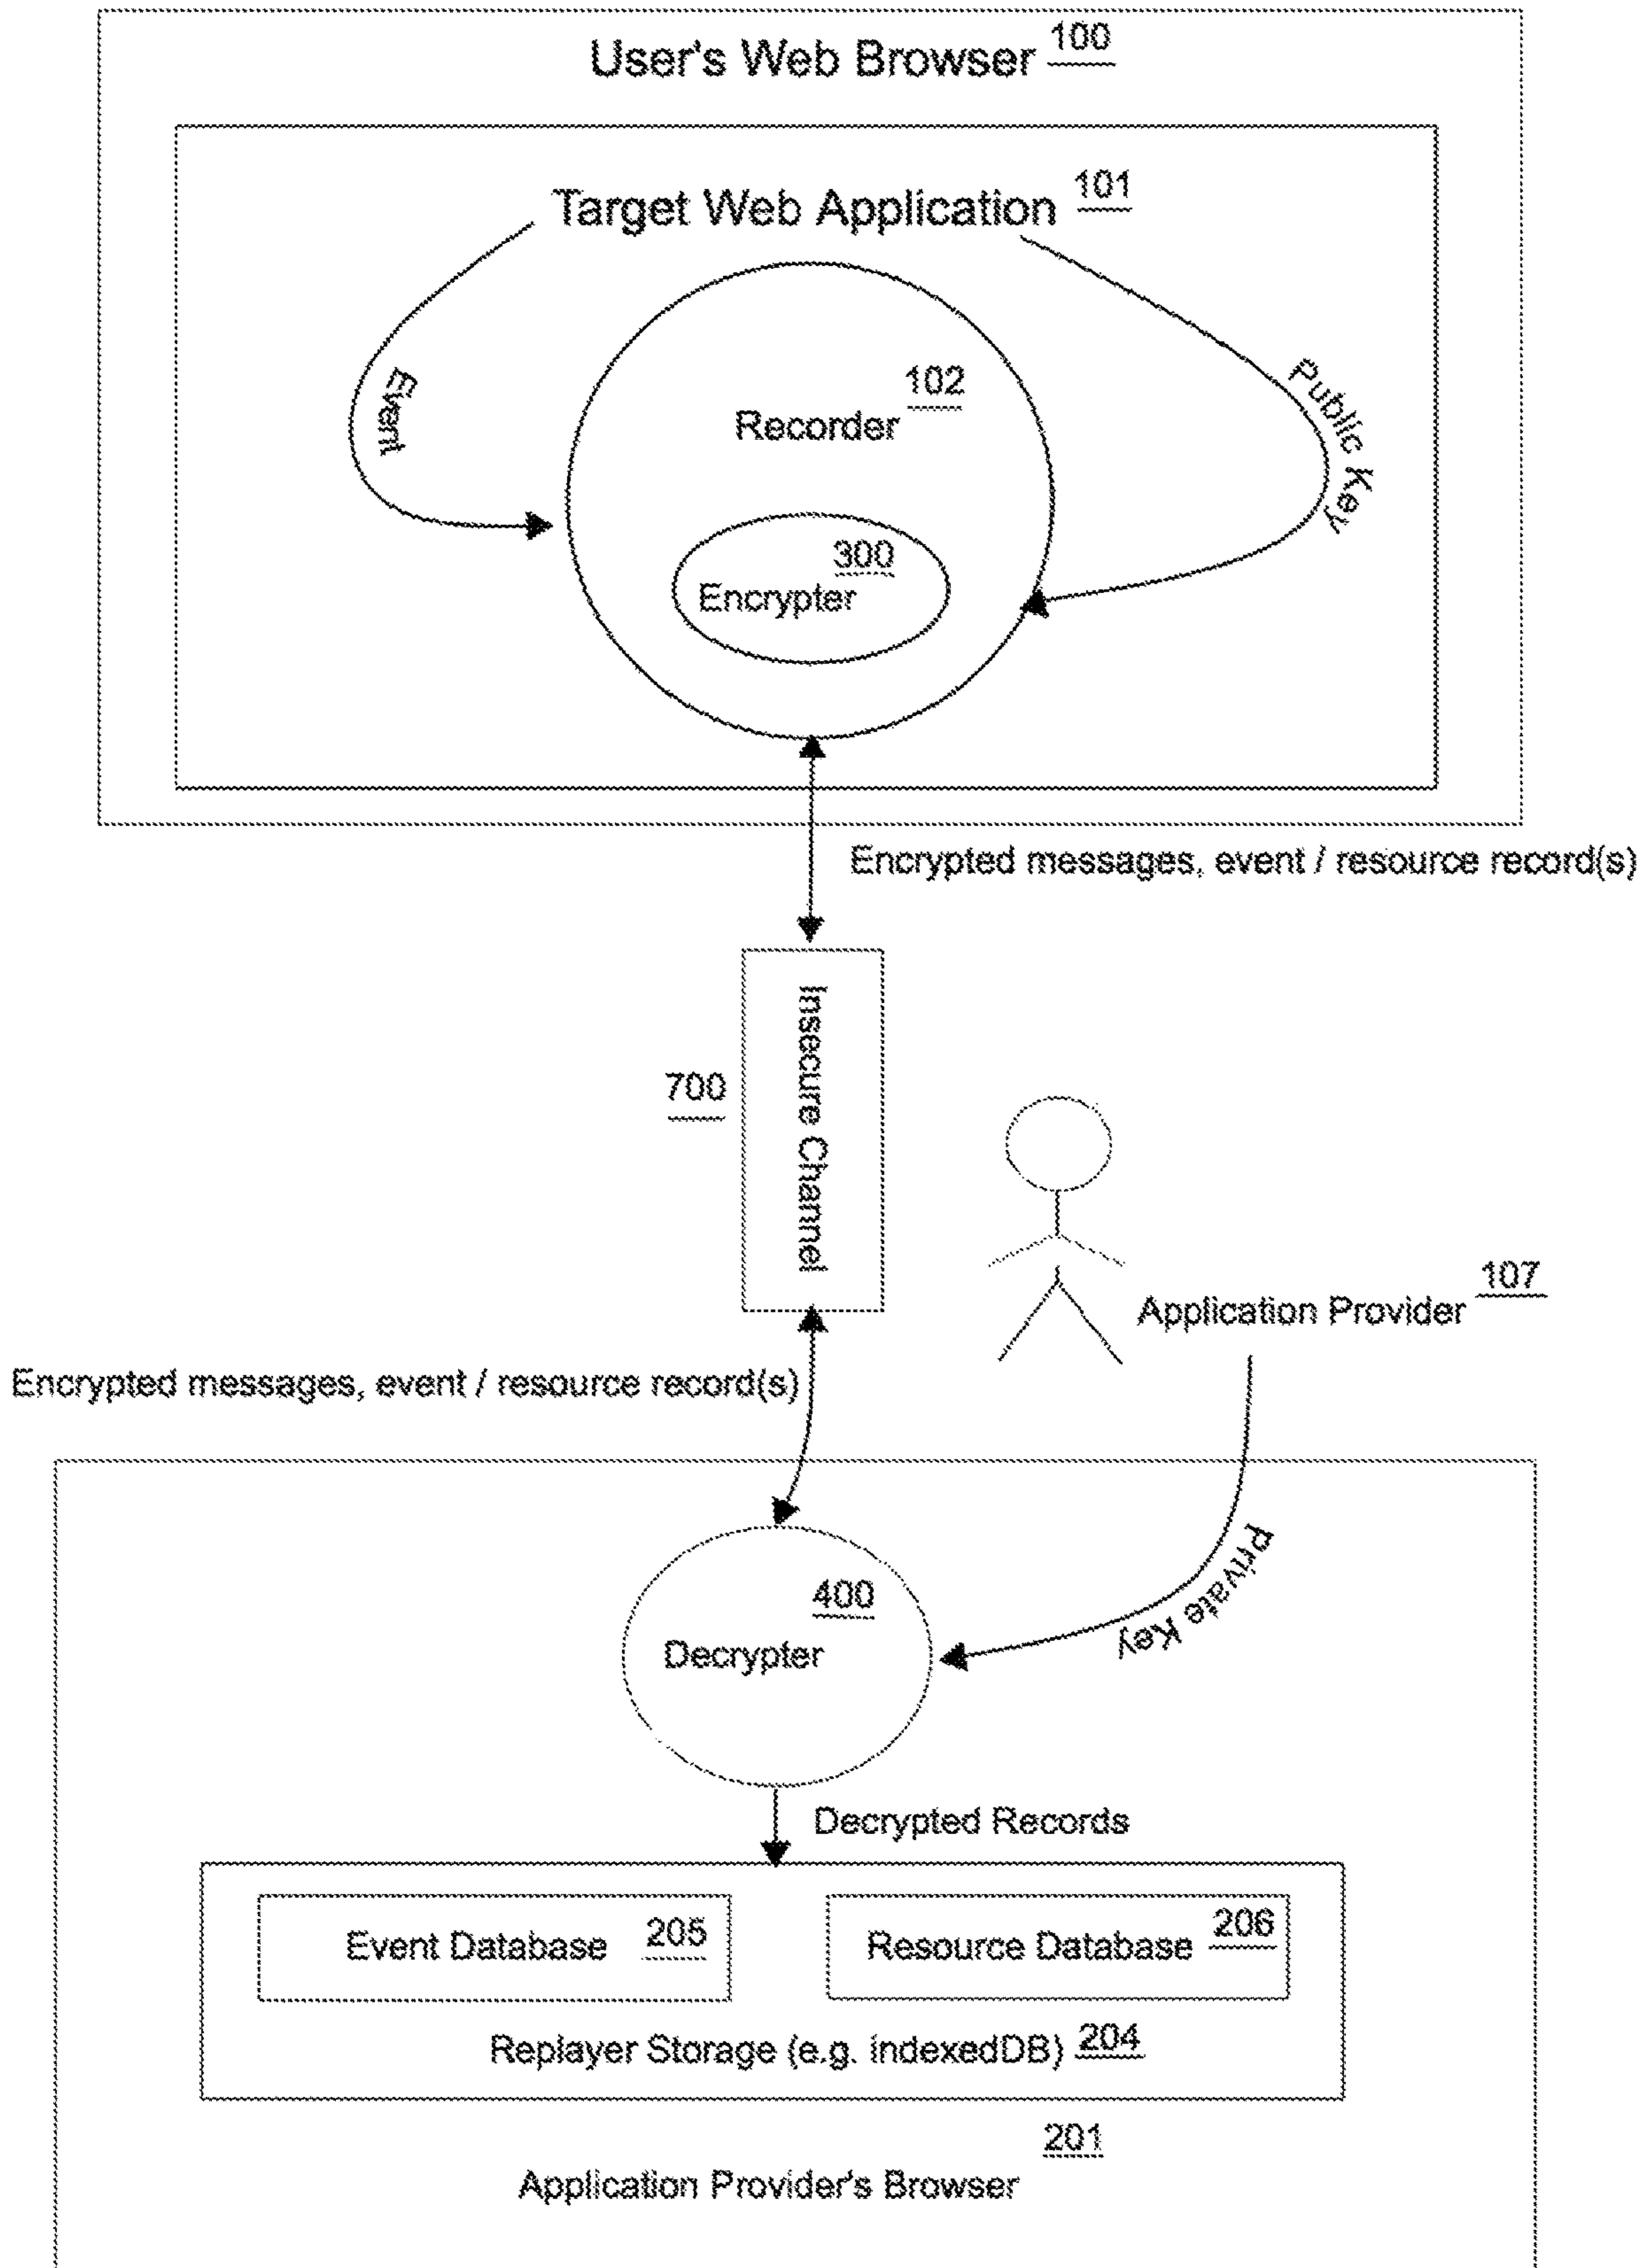 User's Web Browser 100
Target Web Application 101
Event
Public Key
Recorder 102
Encrypter 300
Encrypted messages, event / resource record(s)
Insecure Channel
700
Application Provider 107
Encrypted messages, event / resource record(s)
Private Key
Decrypter 400
Decrypted Records
Event Database 205
Resource Database 206
Replayer Storage (e.g. indexedDB) 204
201
Application Provider's Browser